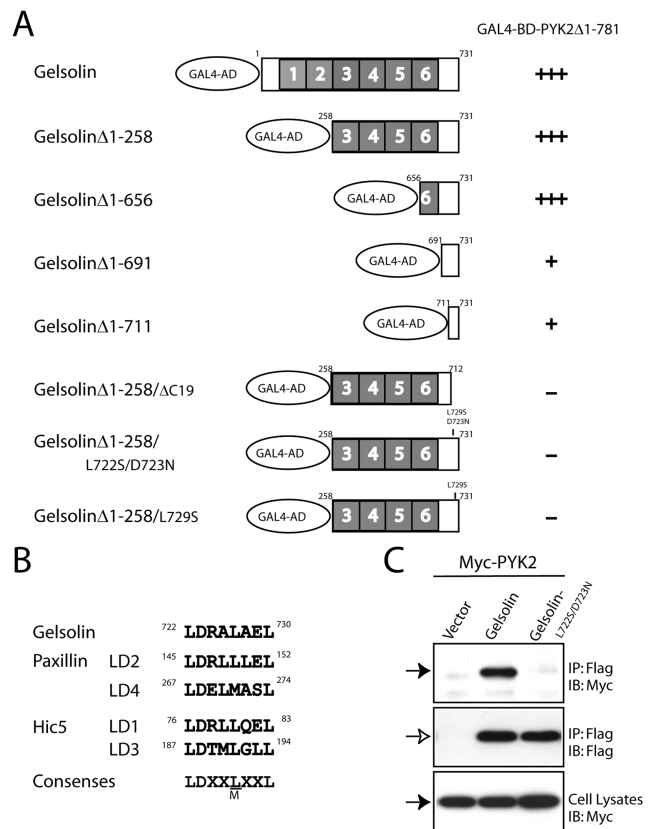 A
GAL4-BD-PYK2Δ1-781
Gelsolin
GAL4-AD
1
731
1 2 3 4 5 6
+++
GelsolinΔ1-258
GAL4-AD
258
731
3 4 5 6
+++
GelsolinΔ1-656
GAL4-AD
656
731
6
+++
GelsolinΔ1-691
GAL4-AD
691
731
+
GelsolinΔ1-711
GAL4-AD
711
731
+
GelsolinΔ1-258/ΔC19
GAL4-AD
258
712
3 4 5 6
–
GelsolinΔ1-258/
L722S/D723N
GAL4-AD
258
L729S
D723N
731
3 4 5 6
–
GelsolinΔ1-258/L729S
GAL4-AD
258
L729S
731
3 4 5 6
–
B
Gelsolin 722 LDRALAEL 730
Paxillin LD2 145 LDRLLLEL 152
LD4 267 LDELMASL 274
Hic5 LD1 76 LDRLLQEL 83
LD3 187 LDTMLGLL 194
Consenses LDXXLXXL
M
C
Myc-PYK2
Vector
Gelsolin
Gelsolin-
L722S/D723N
IP: Flag
IB: Myc
IP: Flag
IB: Flag
Cell Lysates
IB: Myc